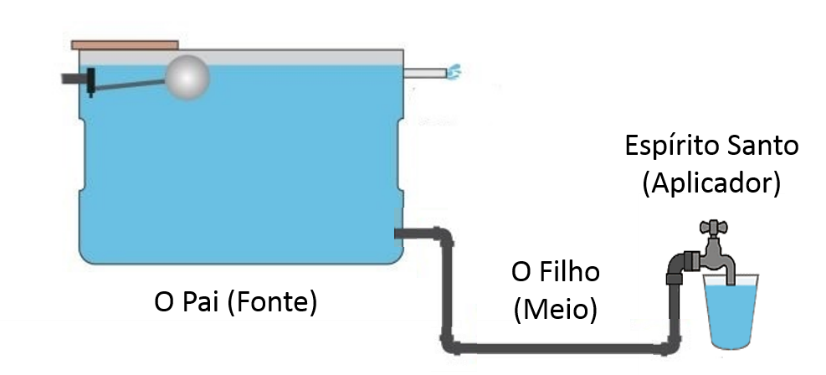 Espírito Santo
(Aplicador)
O Filho
(Meio)
O Pai (Fonte)